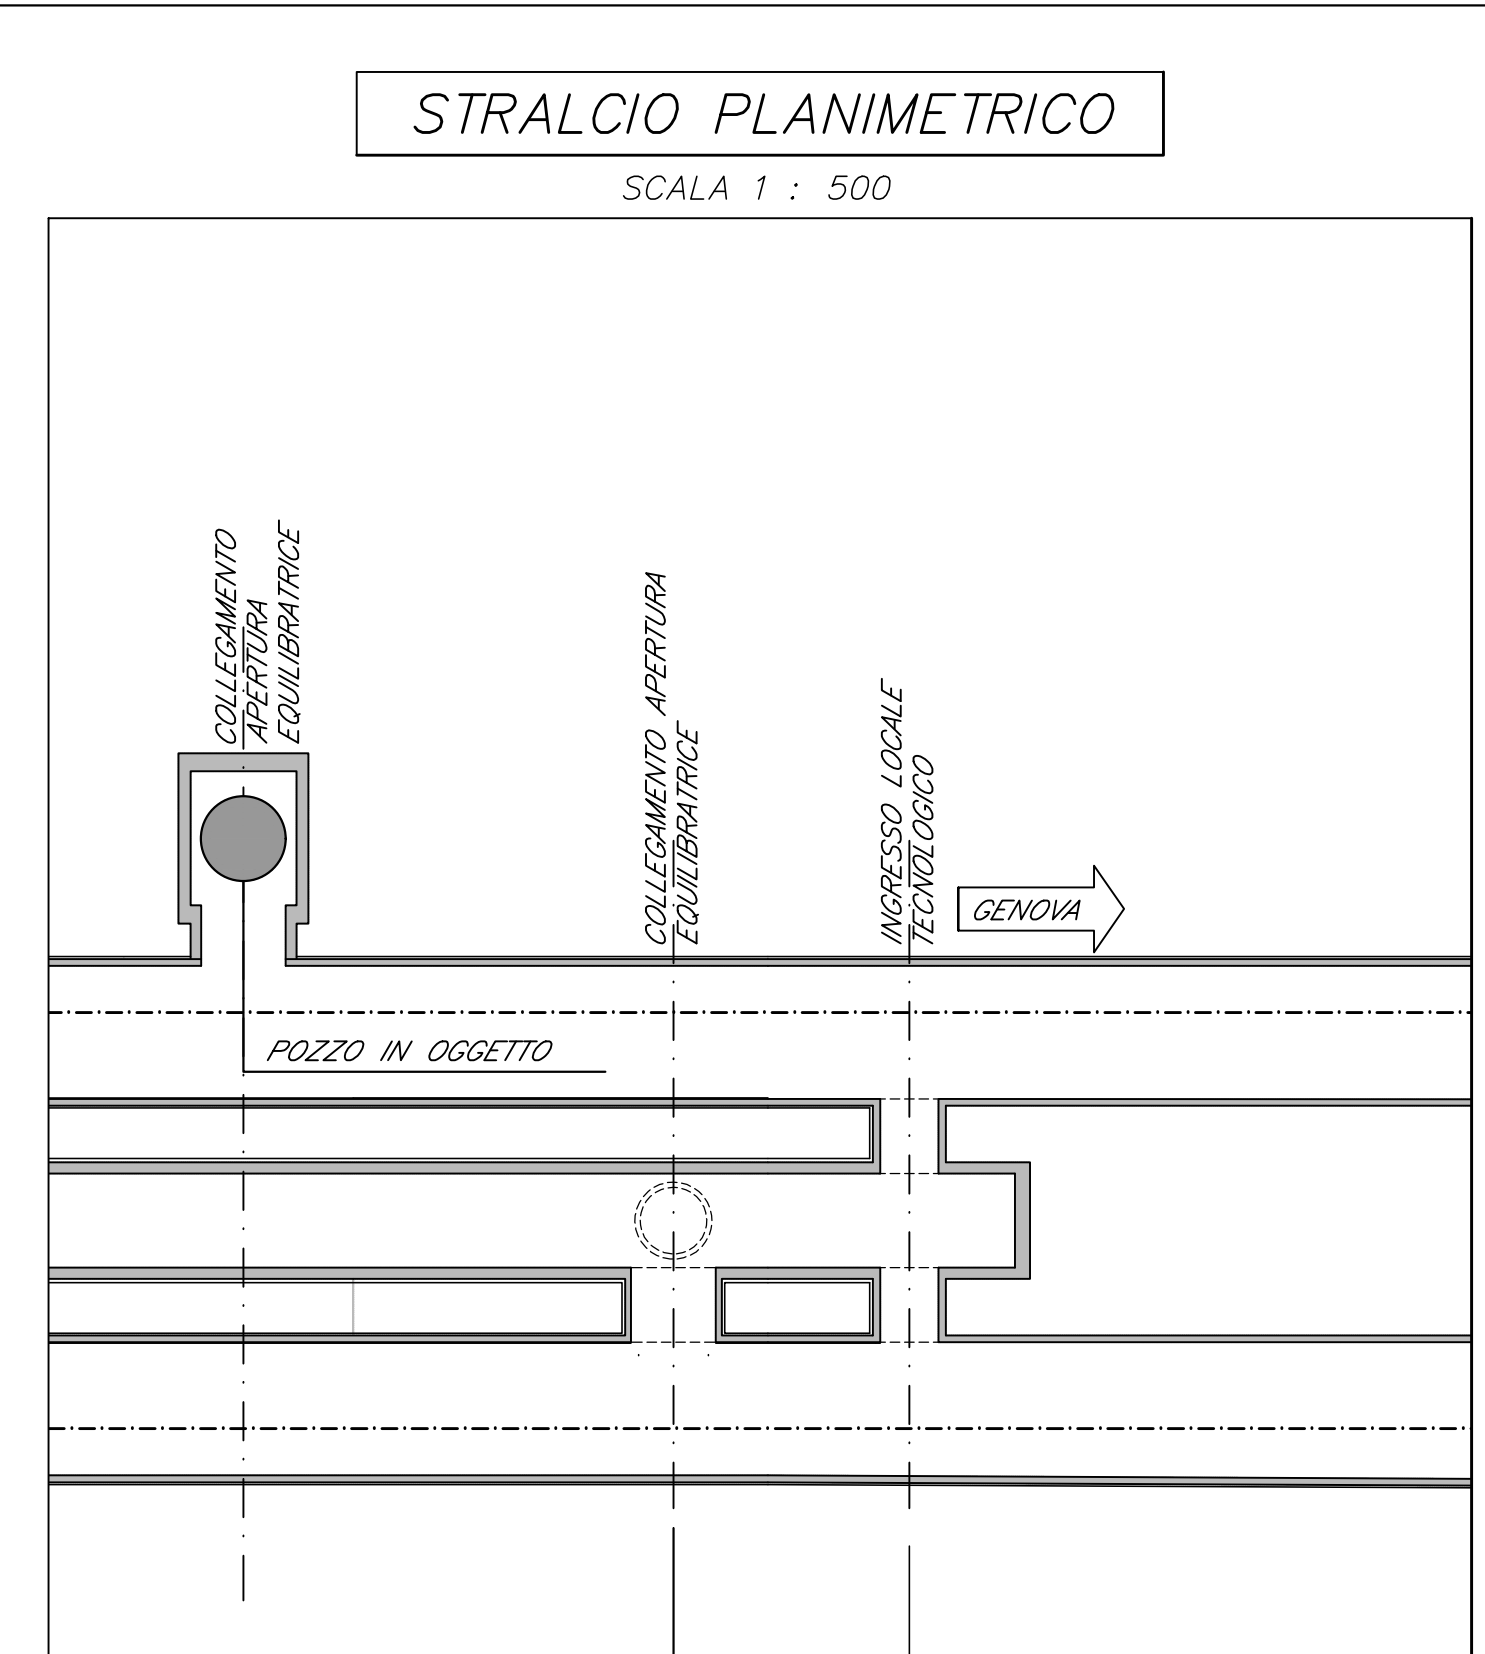 STRALCIO PLANIMETRICO
SCALA 1 : 500
COLLEGAMENTO
APERTURA
EQUILIBRATRICE
COLLEGAMENTO APERTURA
EQUILIBRATRICE
INGRESSO LOCALE
TECNOLOGICO
GENOVA
POZZO IN OGGETTO